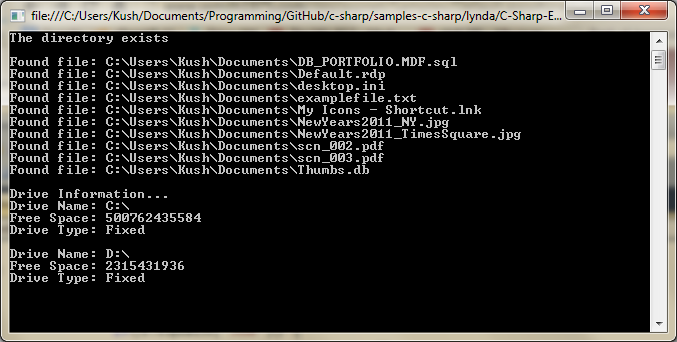 file:///C:/Users/Kush/Documents/Programming/GitHub/c-sharp/samples-c-sharp/lynda/C-Sharp-E...
The directory exists
Found file: C:\Users\Kush\Documents\DB_PORTFOLIO.MDF.sql
Found file: C:\Users\Kush\Documents\Default.rdp
Found file: C:\Users\Kush\Documents\desktop.ini
Found file: C:\Users\Kush\Documents\examplefile.txt
Found file: C:\Users\Kush\Documents\My Icons - Shortcut.lnk
Found file: C:\Users\Kush\Documents\NewYears2011_NY.jpg
Found file: C:\Users\Kush\Documents\NewYears2011_TimesSquare.jpg
Found file: C:\Users\Kush\Documents\scn_002.pdf
Found file: C:\Users\Kush\Documents\scn_003.pdf
Found file: C:\Users\Kush\Documents\Thumbs.db
Drive Information...
Drive Name: C:\
Free Space: 500762435584
Drive Type: Fixed
Drive Name: D:\
Free Space: 2315431936
Drive Type: Fixed